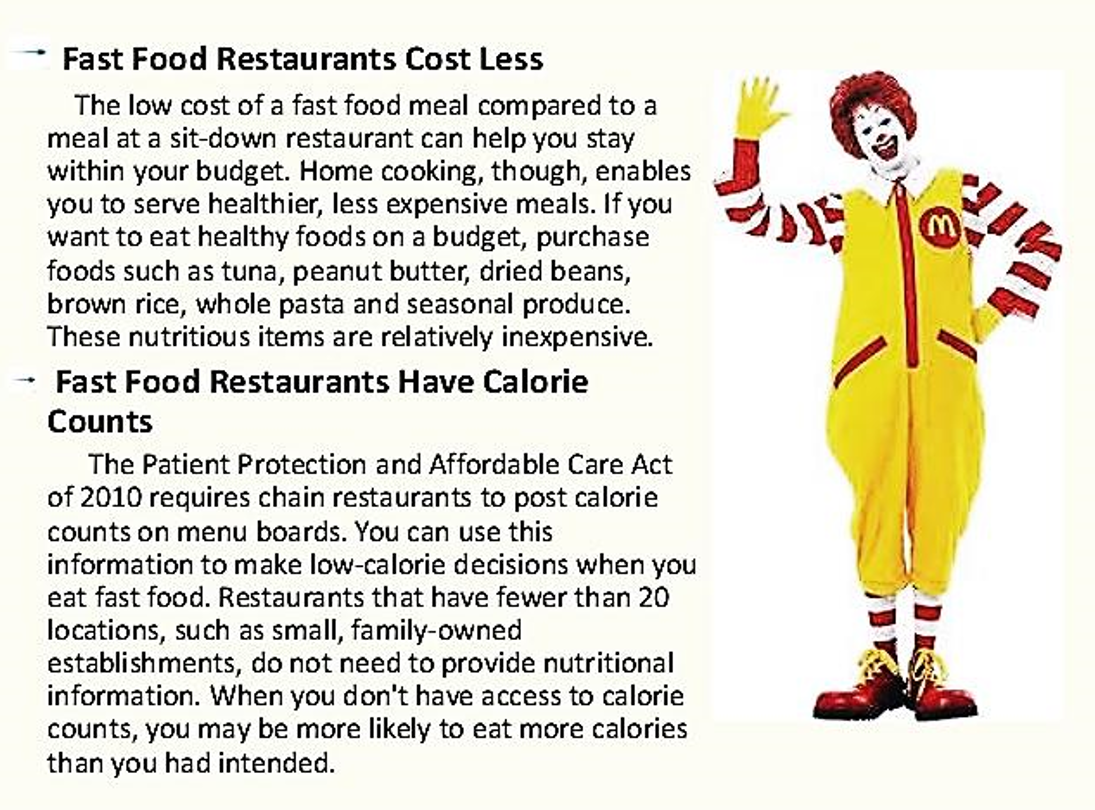 Fast Food Restaurants Cost Less
The low cost of a fast food meal compared to a
meal at a sit-down restaurant can help you stay
within your budget. Home cooking, though, enables
you to serve healthier, less expensive meals. If you
want to eat healthy foods on a budget, purchase
foods such as tuna, peanut butter, dried beans,
brown rice, whole pasta and seasonal produce.
These nutritious items are relatively inexpensive.
Fast Food Restaurants Have Calorie
Counts
The Patient Protection and Affordable Care Act
of 2010 requires chain restaurants to post calorie
counts on menu boards. You can use this
information to make low-calorie decisions when you
eat fast food. Restaurants that have fewer than 20
locations, such as small, family-owned
establishments, do not need to provide nutritional
information. When you don't have access to calorie
counts, you may be more likely to eat more calories
than you had intended.
M